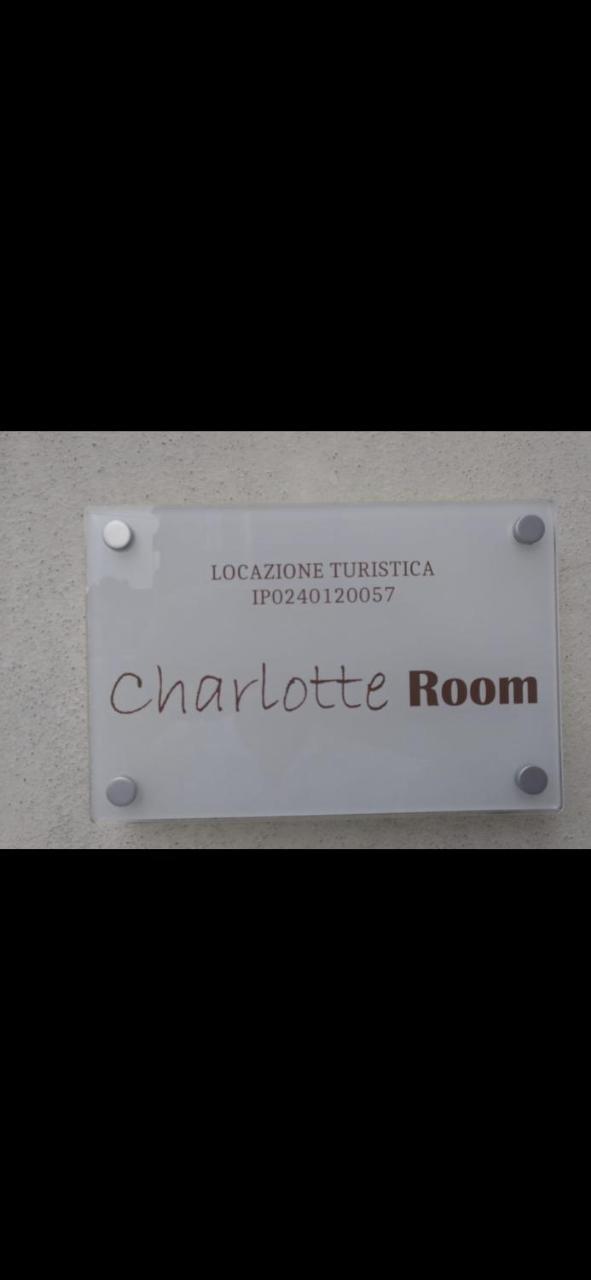 LOCAZIONE TURISTICA
IP0240120057
Charlotte Room